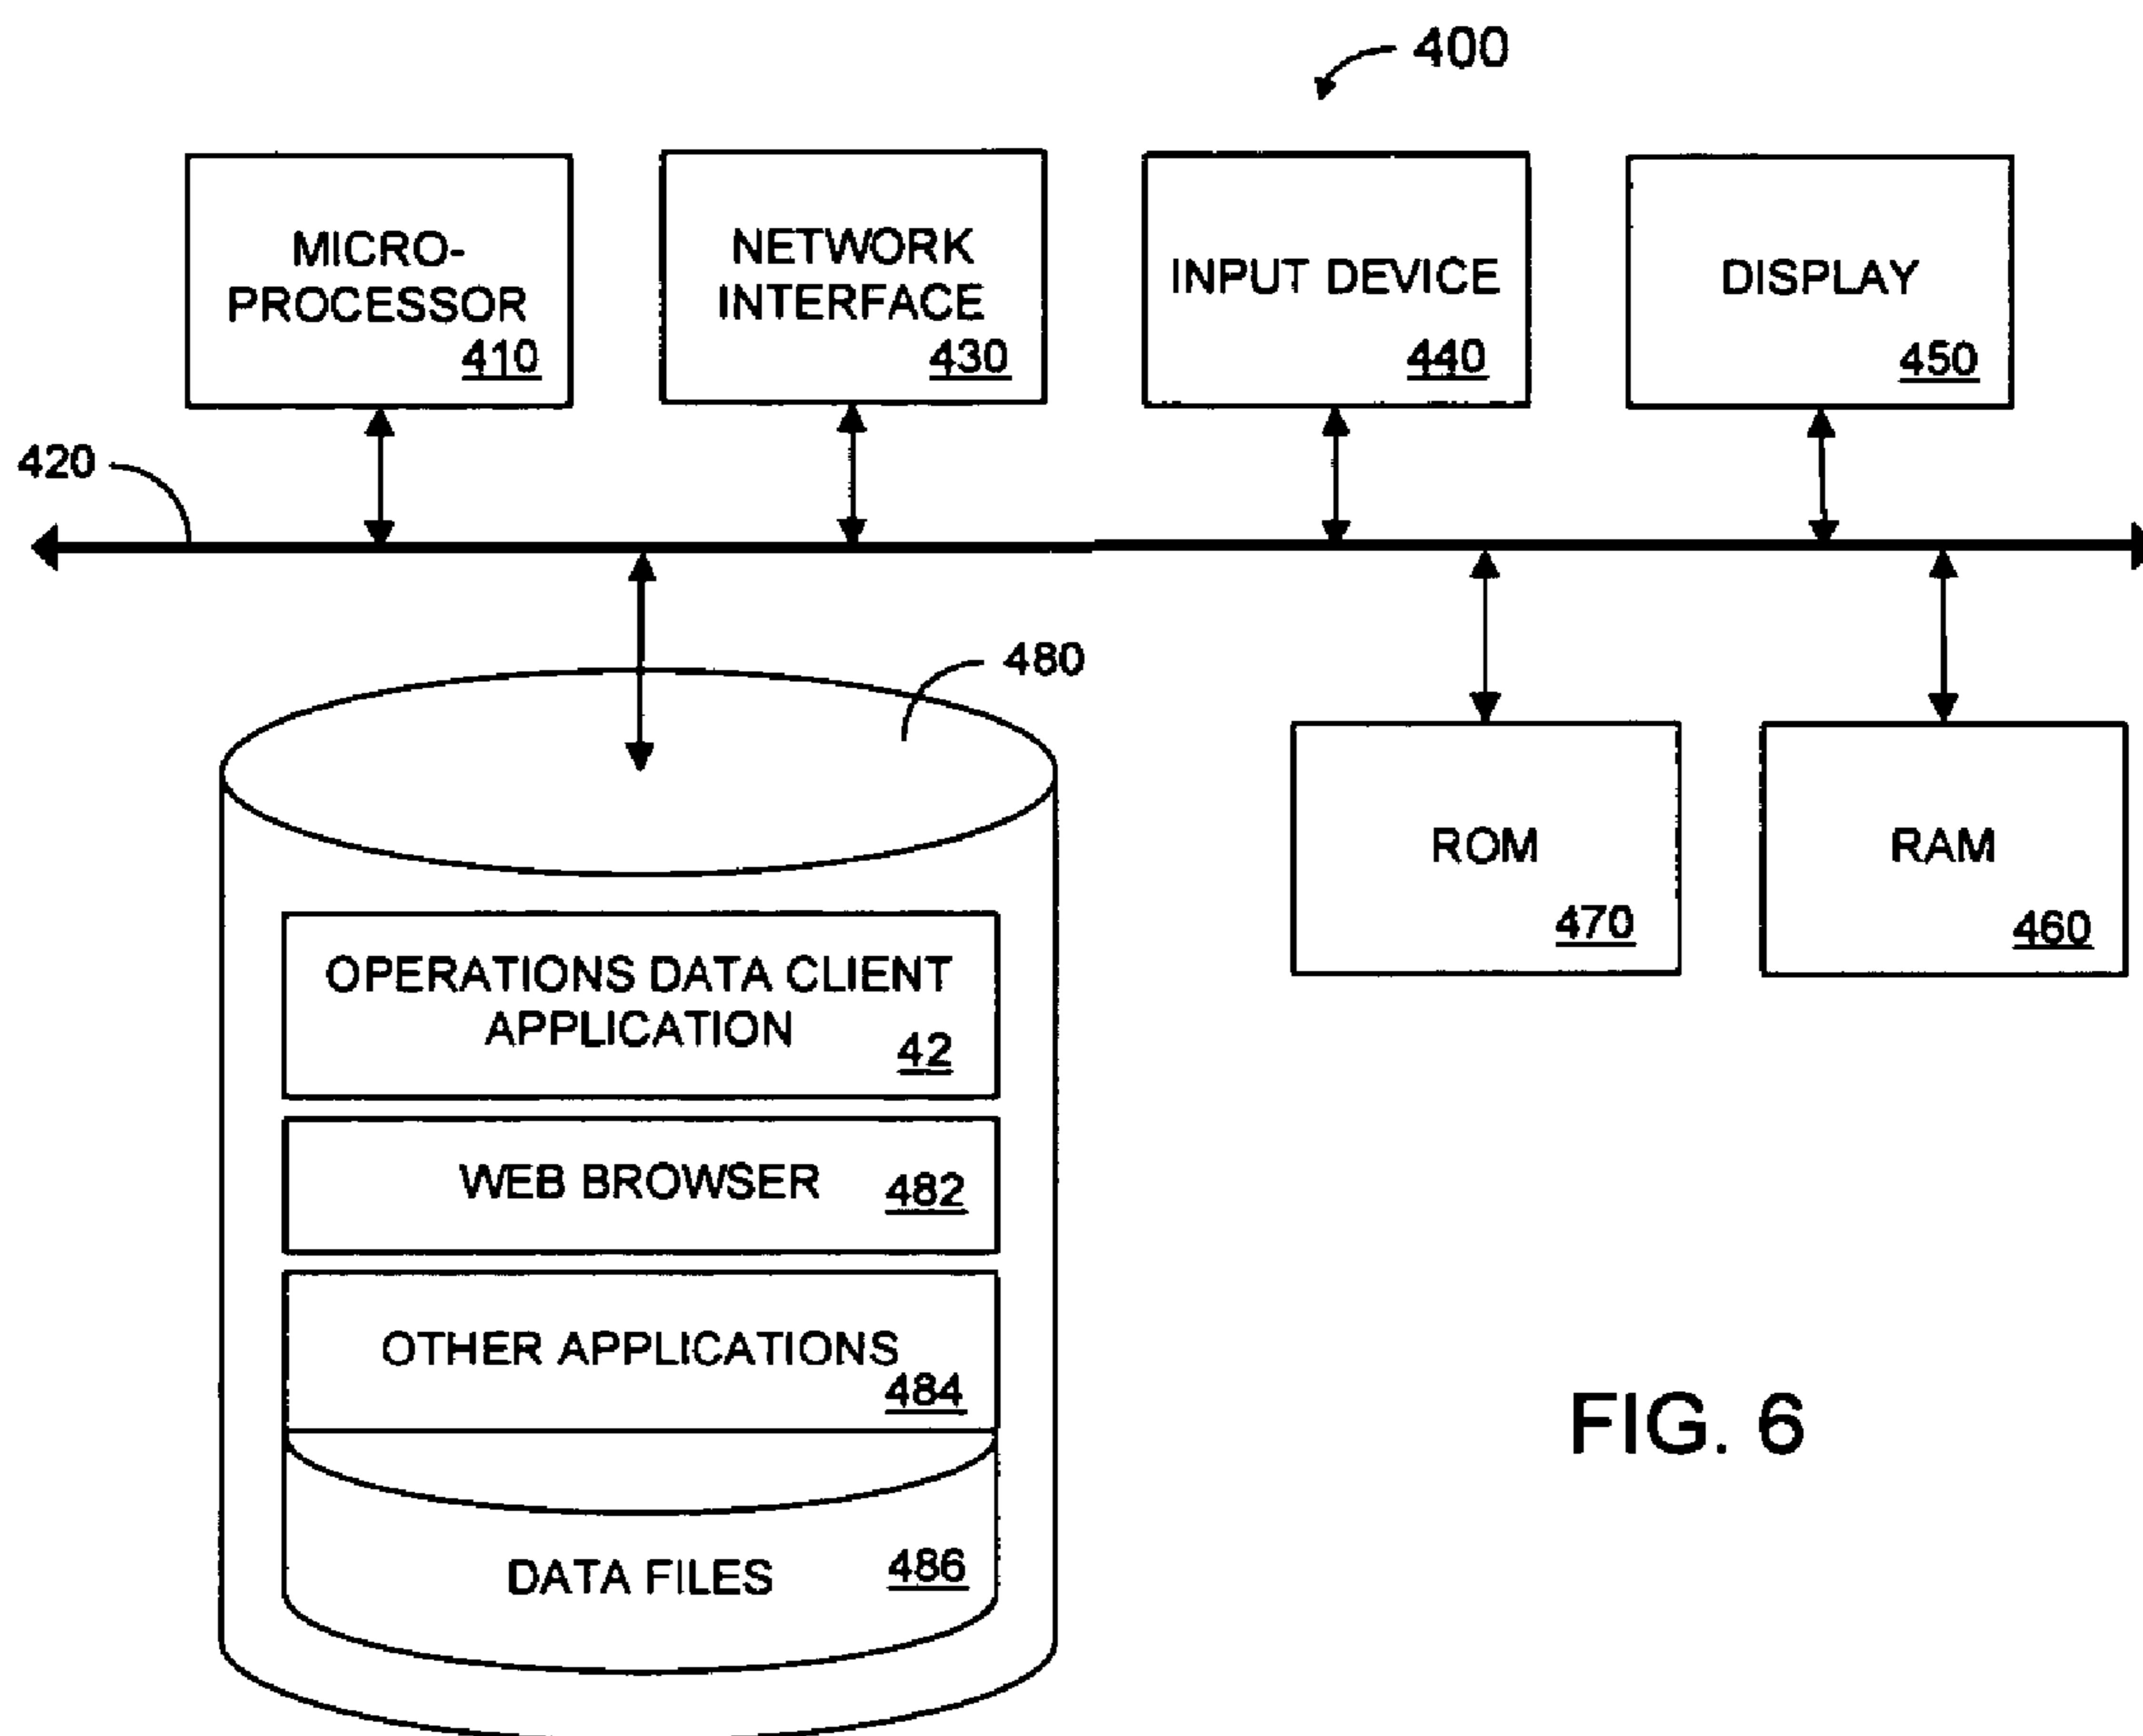 400
MICRO-
PROCESSOR
410
NETWORK
INTERFACE
430
INPUT DEVICE
440
DISPLAY
450
420
480
ROM
470
RAM
460
OPERATIONS DATA CLIENT
APPLICATION
42
WEB BROWSER 482
OTHER APPLICATIONS
484
DATA FILES 486
FIG. 6